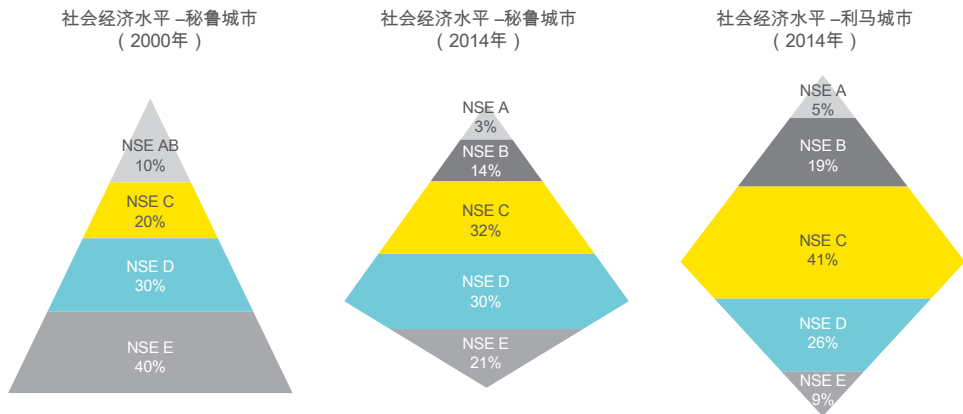 社会经济水平 –秘鲁城市
（2000年）
NSE AB
10%
NSE C
20%
NSE D
30%
NSE E
40%
社会经济水平 –秘鲁城市
（2014年）
NSE A
3%
NSE B
14%
NSE C
32%
NSE D
30%
NSE E
21%
社会经济水平 –利马城市
（2014年）
NSE A
5%
NSE B
19%
NSE C
41%
NSE D
26%
NSE E
9%